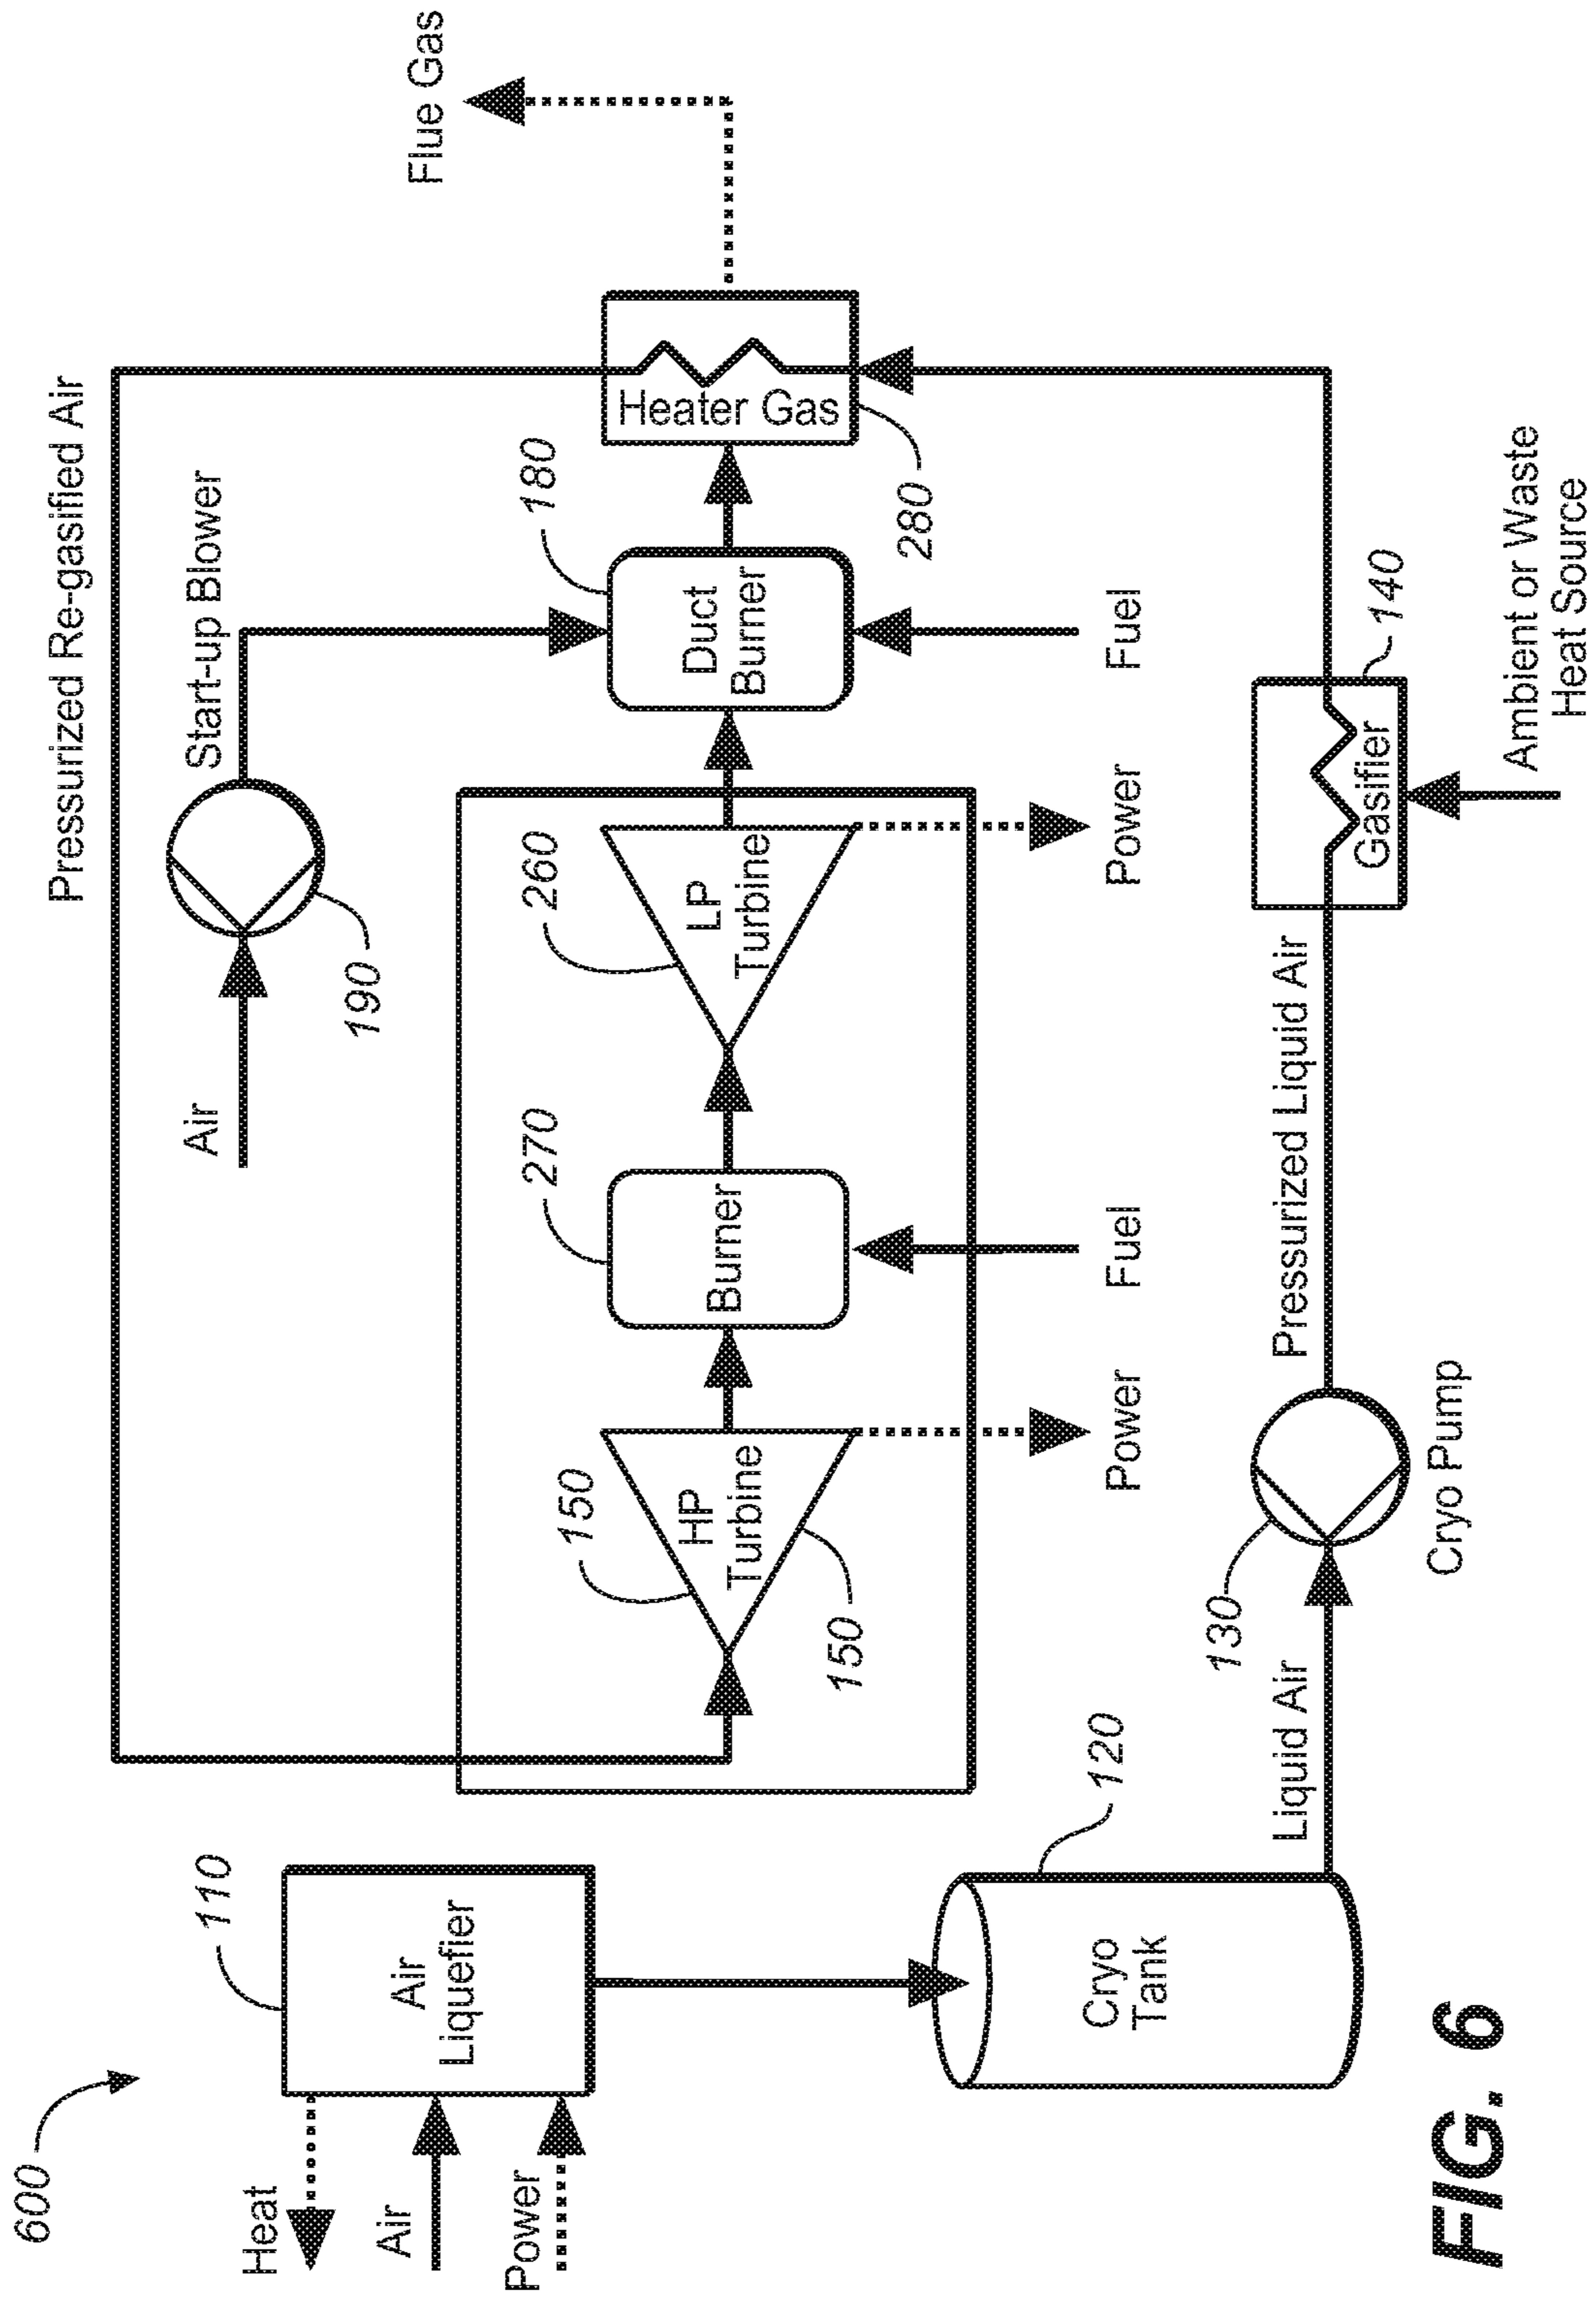 600
Heat
Air
Power
110
Air
Liquefier
Pressurized Re-gasified Air
Air
Start-up Blower
190
Flue Gas
150
HP
Turbine
150
Power
270
Burner
Fuel
260
LP
Turbine
Power
180
Duct
Burner
Fuel
Heater Gas
280
120
Cryo
Tank
Liquid Air
130
Cryo Pump
Pressurized Liquid Air
Gasifier
140
Ambient or Waste
Heat Source
FIG. 6